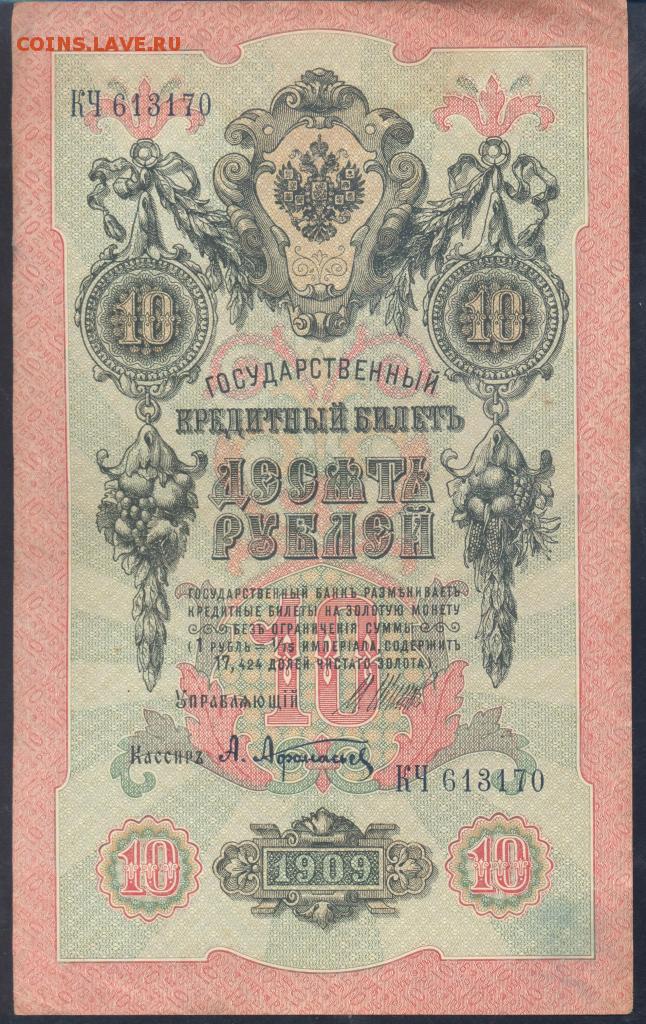 COINS.LAVE.RU
КЧ 613170
10
10
ГОСУДАРСТВЕННЫЙ
КРЕДИТНЫЙ БИЛЕТЪ
ДЕСЯТЬ
РУБЛЕЙ
ГОСУДАРСТВЕННЫЙ БАНКЪ РАЗМѢНИВАЕТЪ
КРЕДИТНЫЕ БИЛЕТЫ НА ЗОЛОТУЮ МОНЕТУ
БЕЗЪ ОГРАНИЧЕНІЯ СУММЫ
(1 РУБЛЬ = 1/15 ИМПЕРІАЛА, СОДЕРЖИТЪ
17,424 ДОЛЕЙ ЧИСТАГО ЗОЛОТА)
10
УПРАВЛЯЮЩІЙ
КАССИРЪ А. Афанасьев
КЧ 613170
10
1909
10